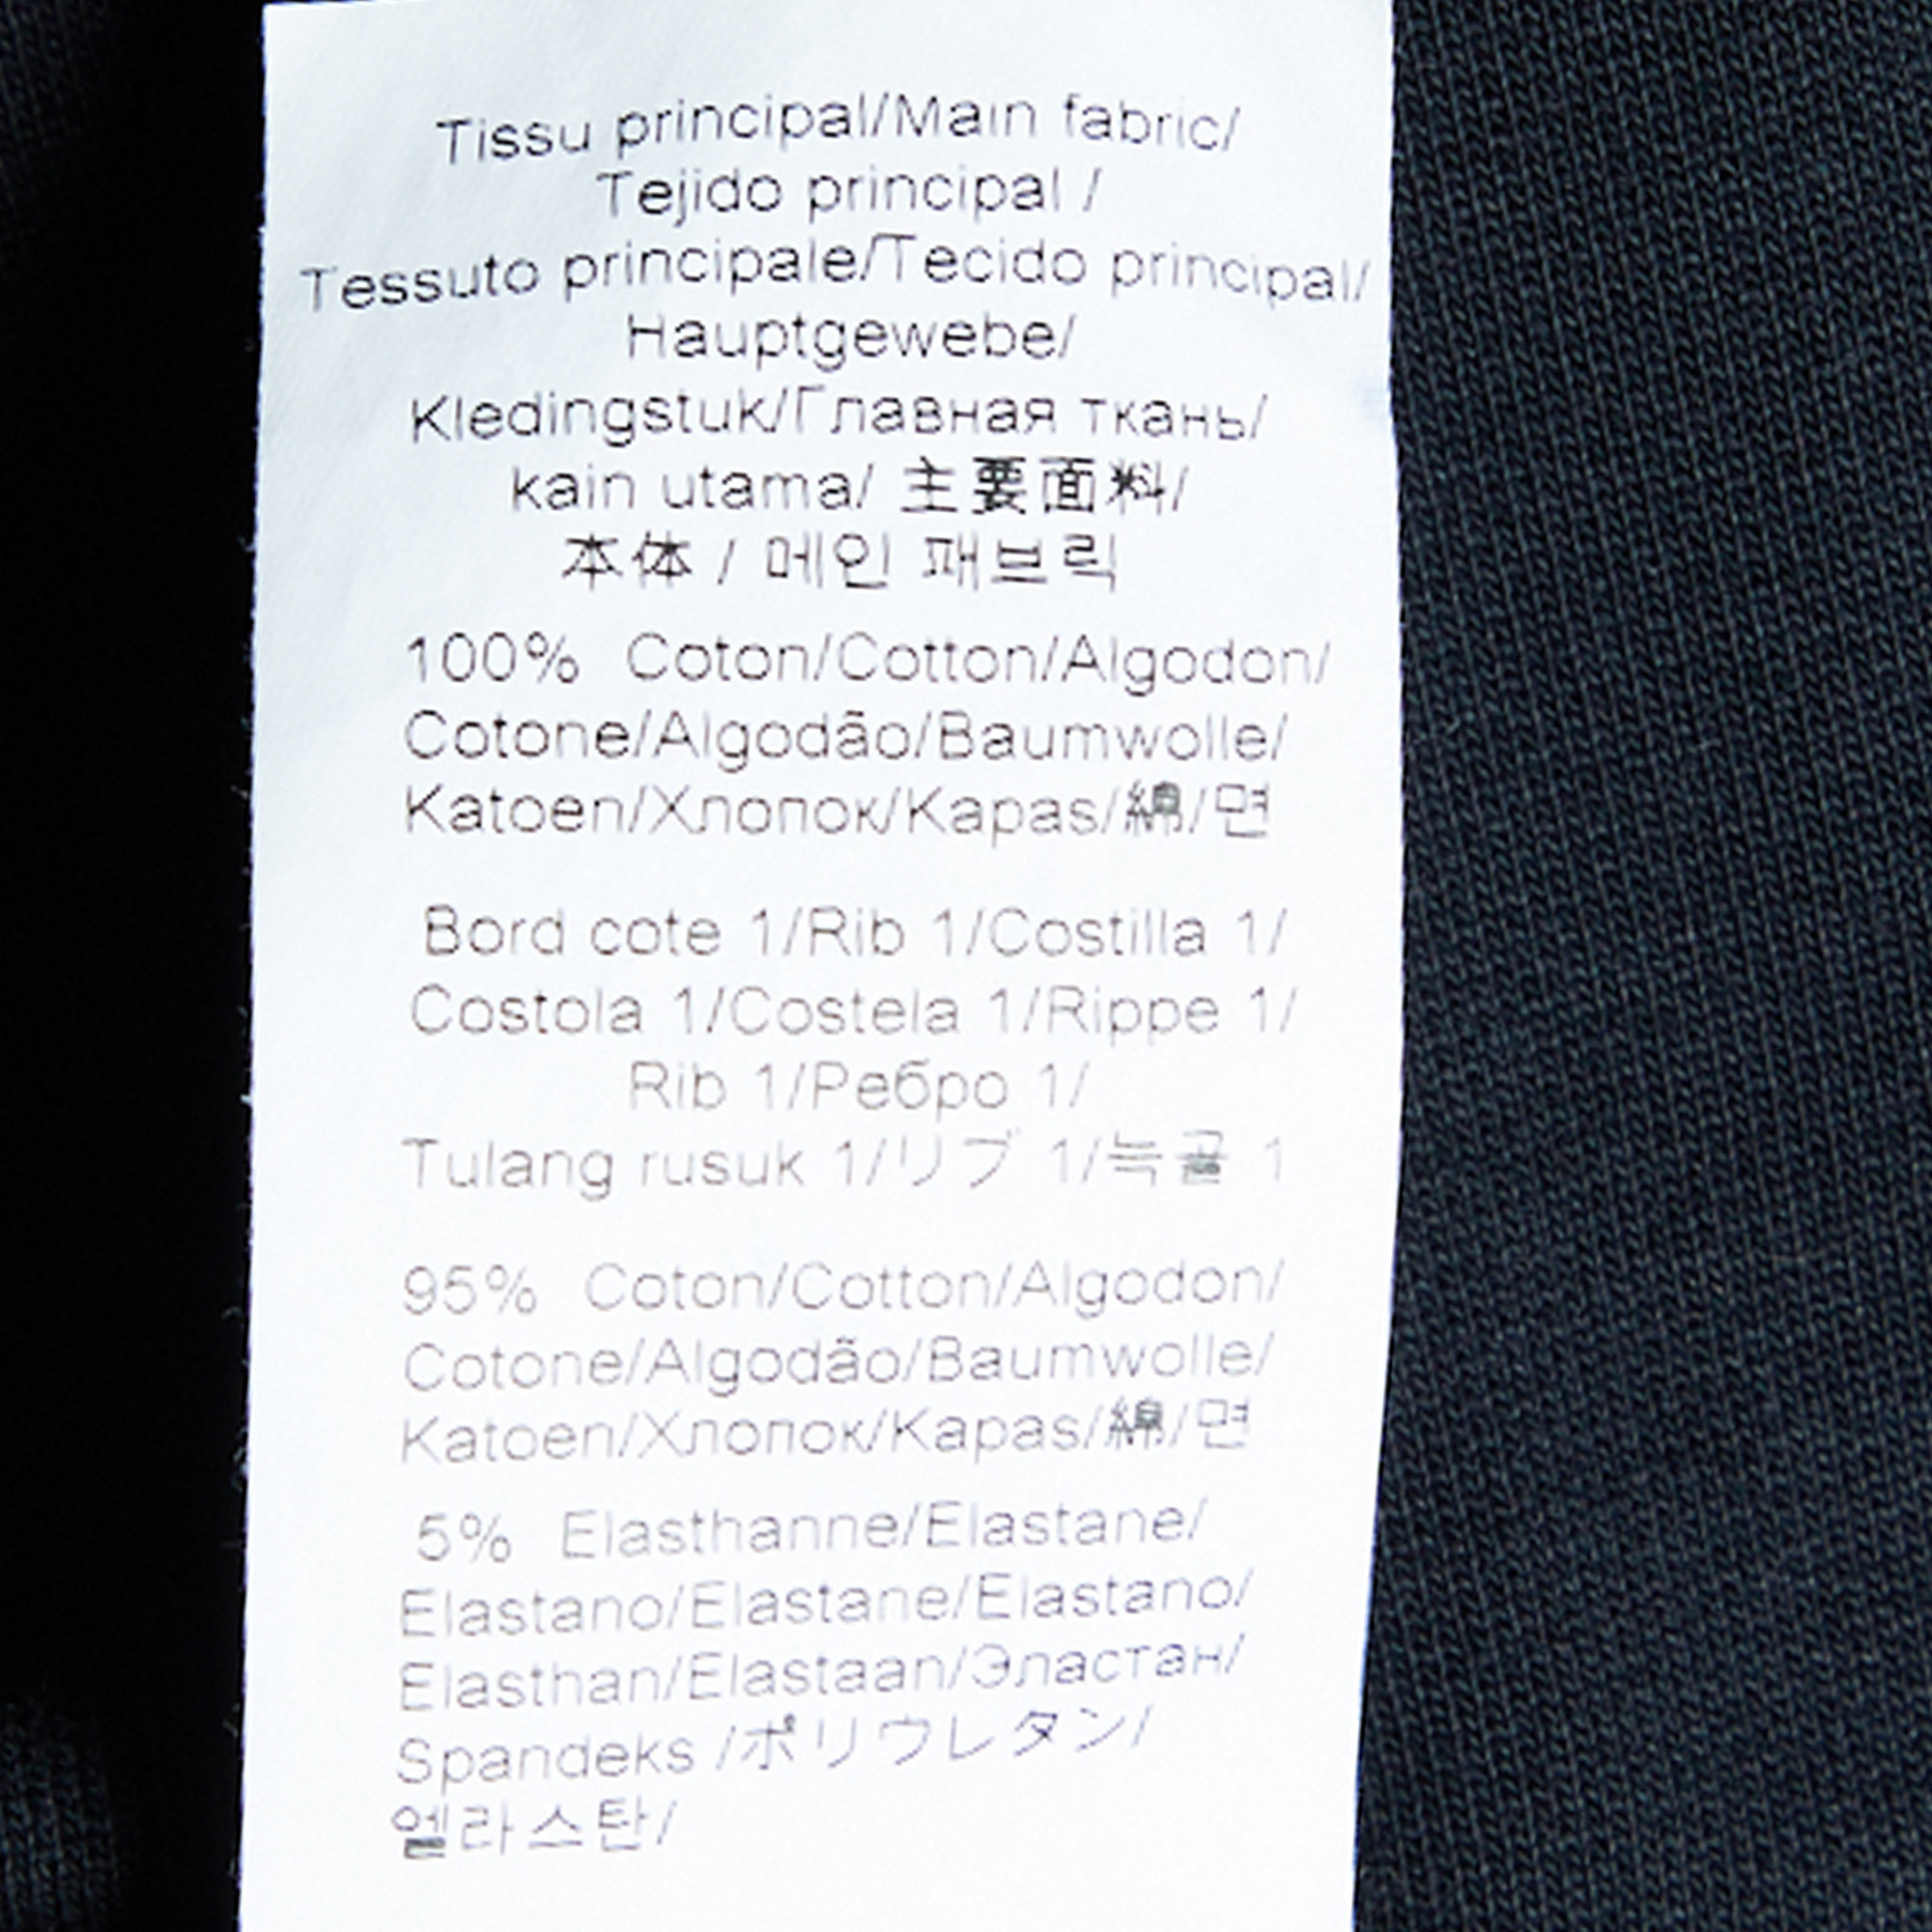 Tissu principal/Main fabric/
Tejido principal /
Tessuto principale/Tecido principal/
Hauptgewebe/
Kledingstuk/Главная ткань/
kain utama/ 主要面料/
本体 / 메인 패브릭
100% Coton/Cotton/Algodon/
Cotone/Algodão/Baumwolle/
Katoen/Хлопок/Kapas/綿/면
Bord cote 1/Rib 1/Costilla 1/
Costola 1/Costela 1/Rippe 1/
Rib 1/Ребро 1/
Tulang rusuk 1/リブ 1/늑골 1
95% Coton/Cotton/Algodon/
Cotone/Algodão/Baumwolle/
Katoen/Хлопок/Kapas/綿/면
5% Elasthanne/Elastane/
Elastano/Elastane/Elastano/
Elasthan/Elastaan/Эластан/
Spandeks /ポリウレタン/
엘라스탄/